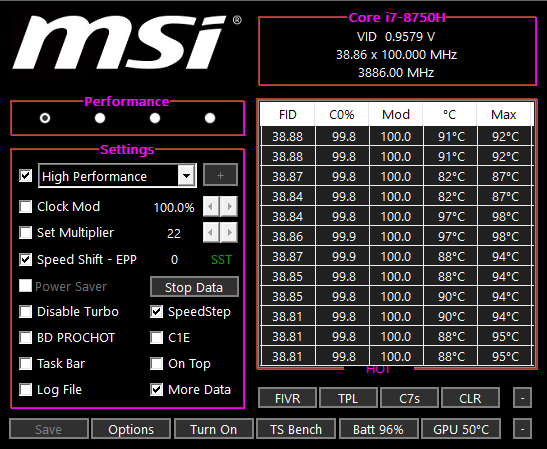 msi®
Core i7-8750H
VID 0.9579 V
38.86 x 100.000 MHz
3886.00 MHz
Performance
FID C0% Mod °C Max
38.88 99.8 100.0 91°C 92°C
38.88 99.8 100.0 91°C 92°C
38.87 99.8 100.0 82°C 87°C
38.84 99.8 100.0 82°C 87°C
38.84 99.8 100.0 97°C 98°C
38.86 99.9 100.0 97°C 98°C
38.87 99.9 100.0 88°C 94°C
38.85 99.8 100.0 88°C 94°C
38.85 99.8 100.0 90°C 94°C
38.81 99.9 100.0 90°C 94°C
38.81 99.8 100.0 88°C 95°C
38.81 99.8 100.0 88°C 95°C
HOT
Settings
High Performance +
Clock Mod 100.0%
Set Multiplier 22
Speed Shift - EPP 0 SST
Power Saver Stop Data
Disable Turbo SpeedStep
BD PROCHOT C1E
Task Bar On Top
Log File More Data
FIVR TPL C7s CLR -
Save Options Turn On TS Bench Batt 96% GPU 50°C -